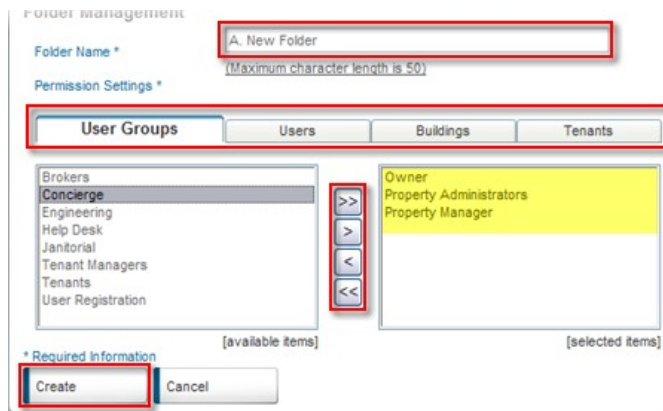 Folder Management
Folder Name *
A. New Folder
(Maximum character length is 50)
Permission Settings *
User Groups Users Buildings Tenants
Brokers
Concierge
Engineering
Help Desk
Janitorial
Tenant Managers
Tenants
User Registration
>>
>
<
<<
Owner
Property Administrators
Property Manager
[available items] [selected items]
* Required Information
Create Cancel